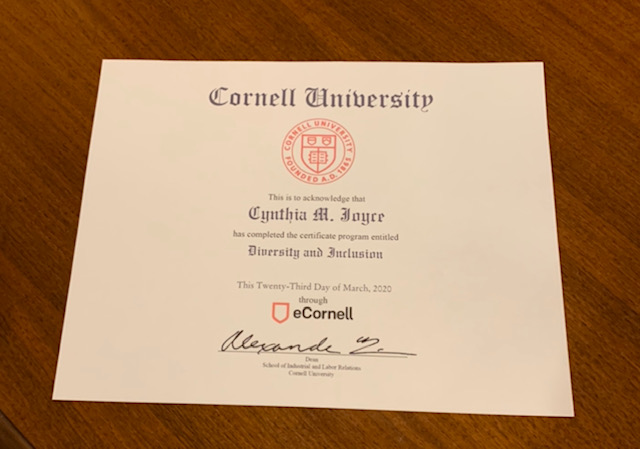 Cornell University
CORNELL UNIVERSITY
FOUNDED A.D. 1865
This is to acknowledge that
Cynthia M. Joyce
has completed the certificate program entitled
Diversity and Inclusion
This Twenty-Third Day of March, 2020
through
eCornell
Dean
School of Industrial and Labor Relations
Cornell University